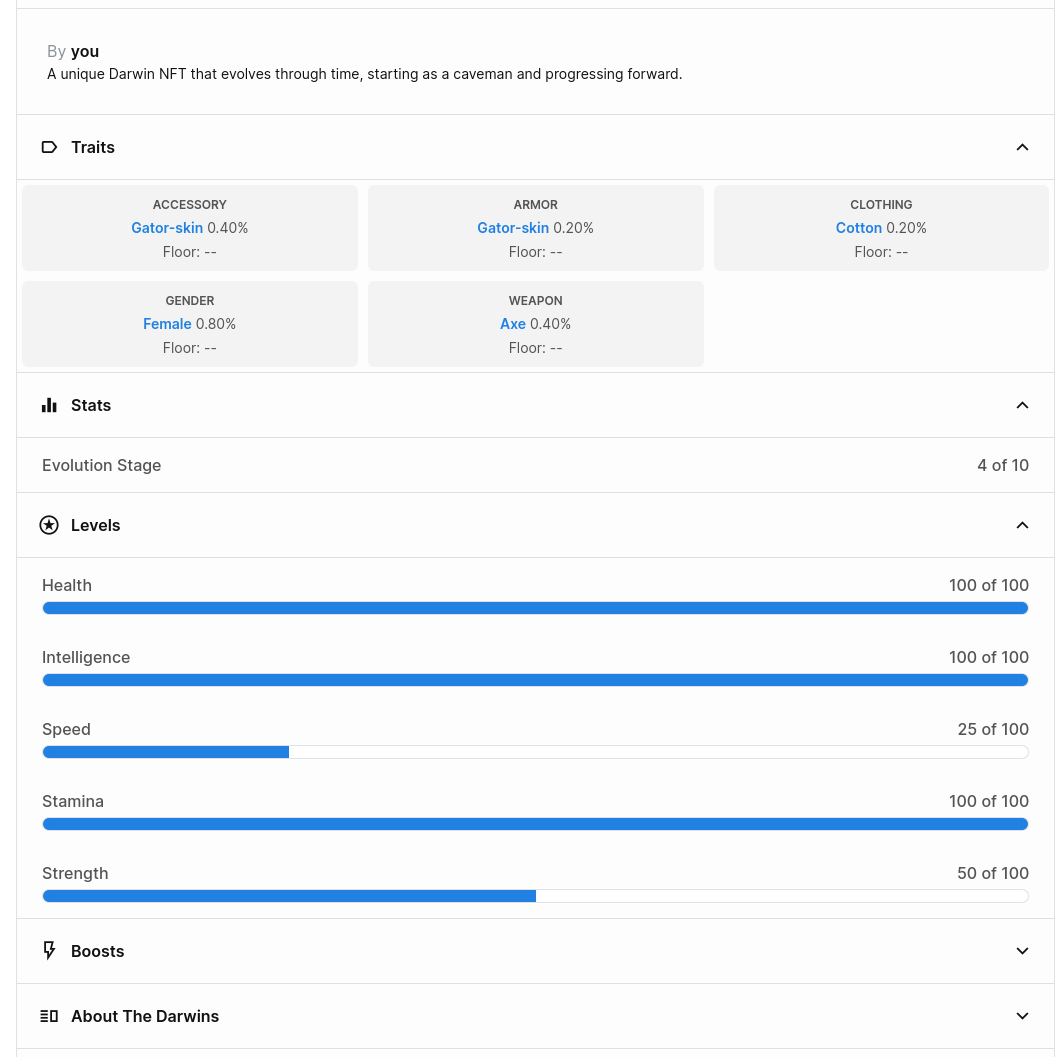 By you
A unique Darwin NFT that evolves through time, starting as a caveman and progressing forward.
Traits
ACCESSORY
Gator-skin 0.40%
Floor: --
ARMOR
Gator-skin 0.20%
Floor: --
CLOTHING
Cotton 0.20%
Floor: --
GENDER
Female 0.80%
Floor: --
WEAPON
Axe 0.40%
Floor: --
Stats
Evolution Stage 4 of 10
Levels
Health 100 of 100
Intelligence 100 of 100
Speed 25 of 100
Stamina 100 of 100
Strength 50 of 100
Boosts
About The Darwins